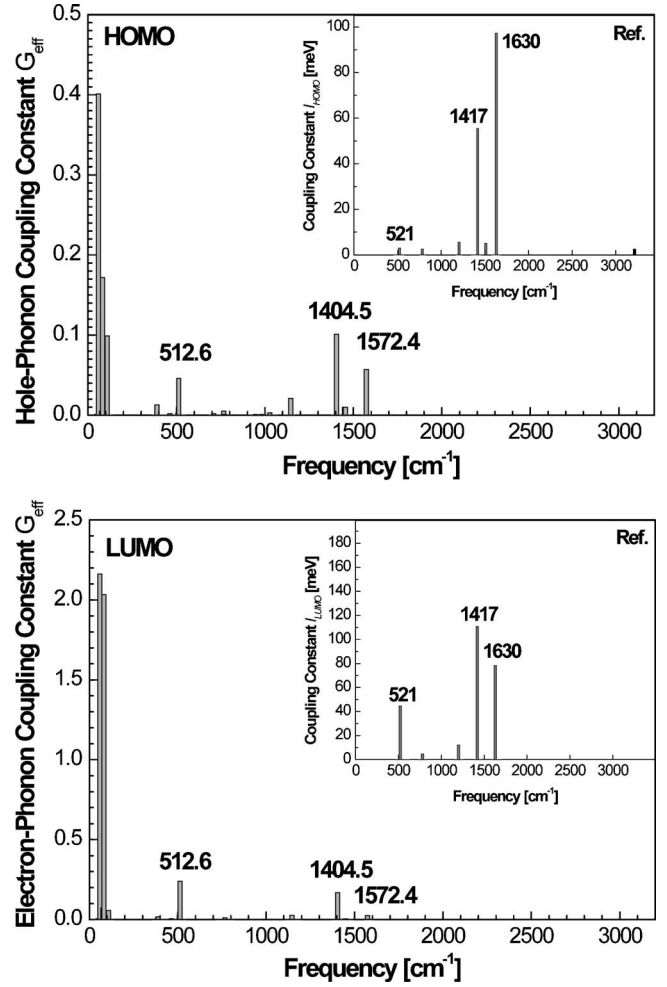 HOMO
Hole-Phonon Coupling Constant G_eff
0.5
0.4
0.3
0.2
0.1
0.0
0 500 1000 1500 2000 2500 3000
Frequency [cm⁻¹]
512.6
1404.5
1572.4
Ref.
Coupling Constant l_HOMO [meV]
100
80
60
40
20
0
0 500 1000 1500 2000 2500 3000
Frequency [cm⁻¹]
521
1417
1630
LUMO
Electron-Phonon Coupling Constant G_eff
2.5
2.0
1.5
1.0
0.5
0.0
0 500 1000 1500 2000 2500 3000
Frequency [cm⁻¹]
512.6
1404.5
1572.4
Ref.
Coupling Constant l_LUMO [meV]
180
160
140
120
100
80
60
40
20
0
0 500 1000 1500 2000 2500 3000
Frequency [cm⁻¹]
521
1417
1630